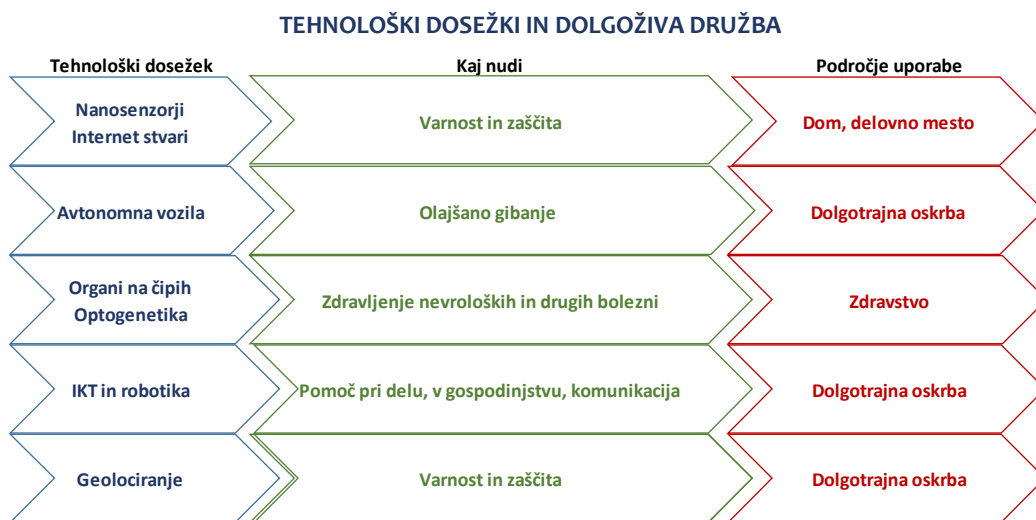 TEHNOLOŠKI DOSEŽKI IN DOLGOŽIVA DRUŽBA
Tehnološki dosežek
Kaj nudi
Področje uporabe
Nanosenzorji
Internet stvari
Varnost in zaščita
Dom, delovno mesto
Avtonomna vozila
Olajšano gibanje
Dolgotrajna oskrba
Organi na čipih
Optogenetika
Zdravljenje nevroloških in drugih bolezni
Zdravstvo
IKT in robotika
Pomoč pri delu, v gospodinjstvu, komunikacija
Dolgotrajna oskrba
Geolociranje
Varnost in zaščita
Dolgotrajna oskrba